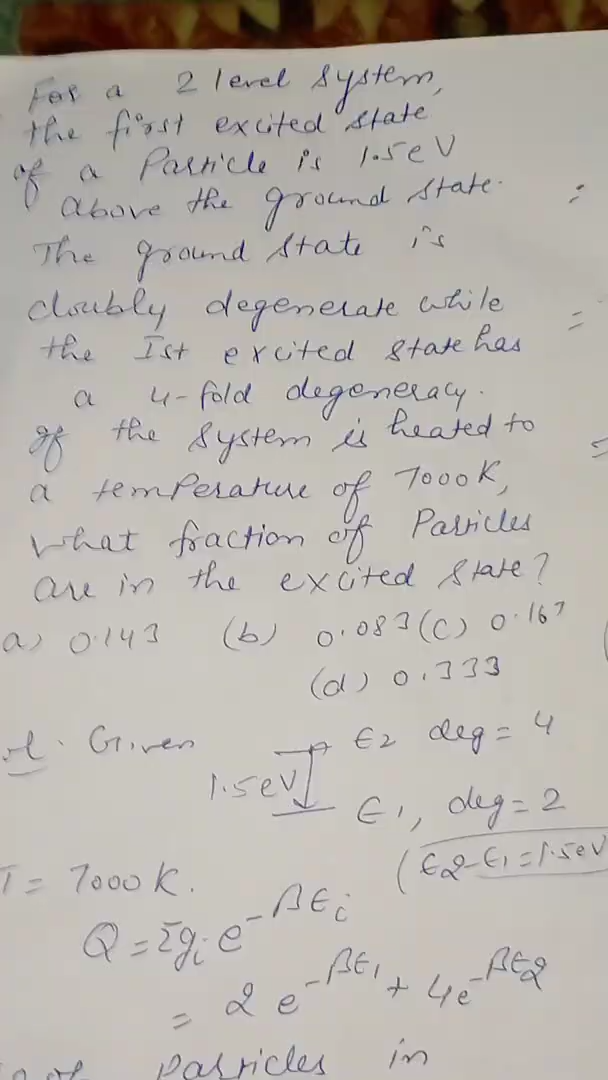 For a 2 level system,
the first excited state
of a Particle is 1.5eV
above the ground state.
The ground state is
doubly degenerate while
the Ist excited state has
a 4-fold degeneracy.
If the system is heated to
a temperature of 7000K,
what fraction of Particles
are in the excited state?
a) 0.143 (b) 0.083 (c) 0.167
(d) 0.333
Given
ϵ2 deg = 4
1.5eV
ϵ1, deg = 2
(ϵ2-ϵ1=1.5eV
T = 7000K.
Q = Σgi e^-βϵi
= 2 e^-βϵ1 + 4e^-βϵ2
of particles in